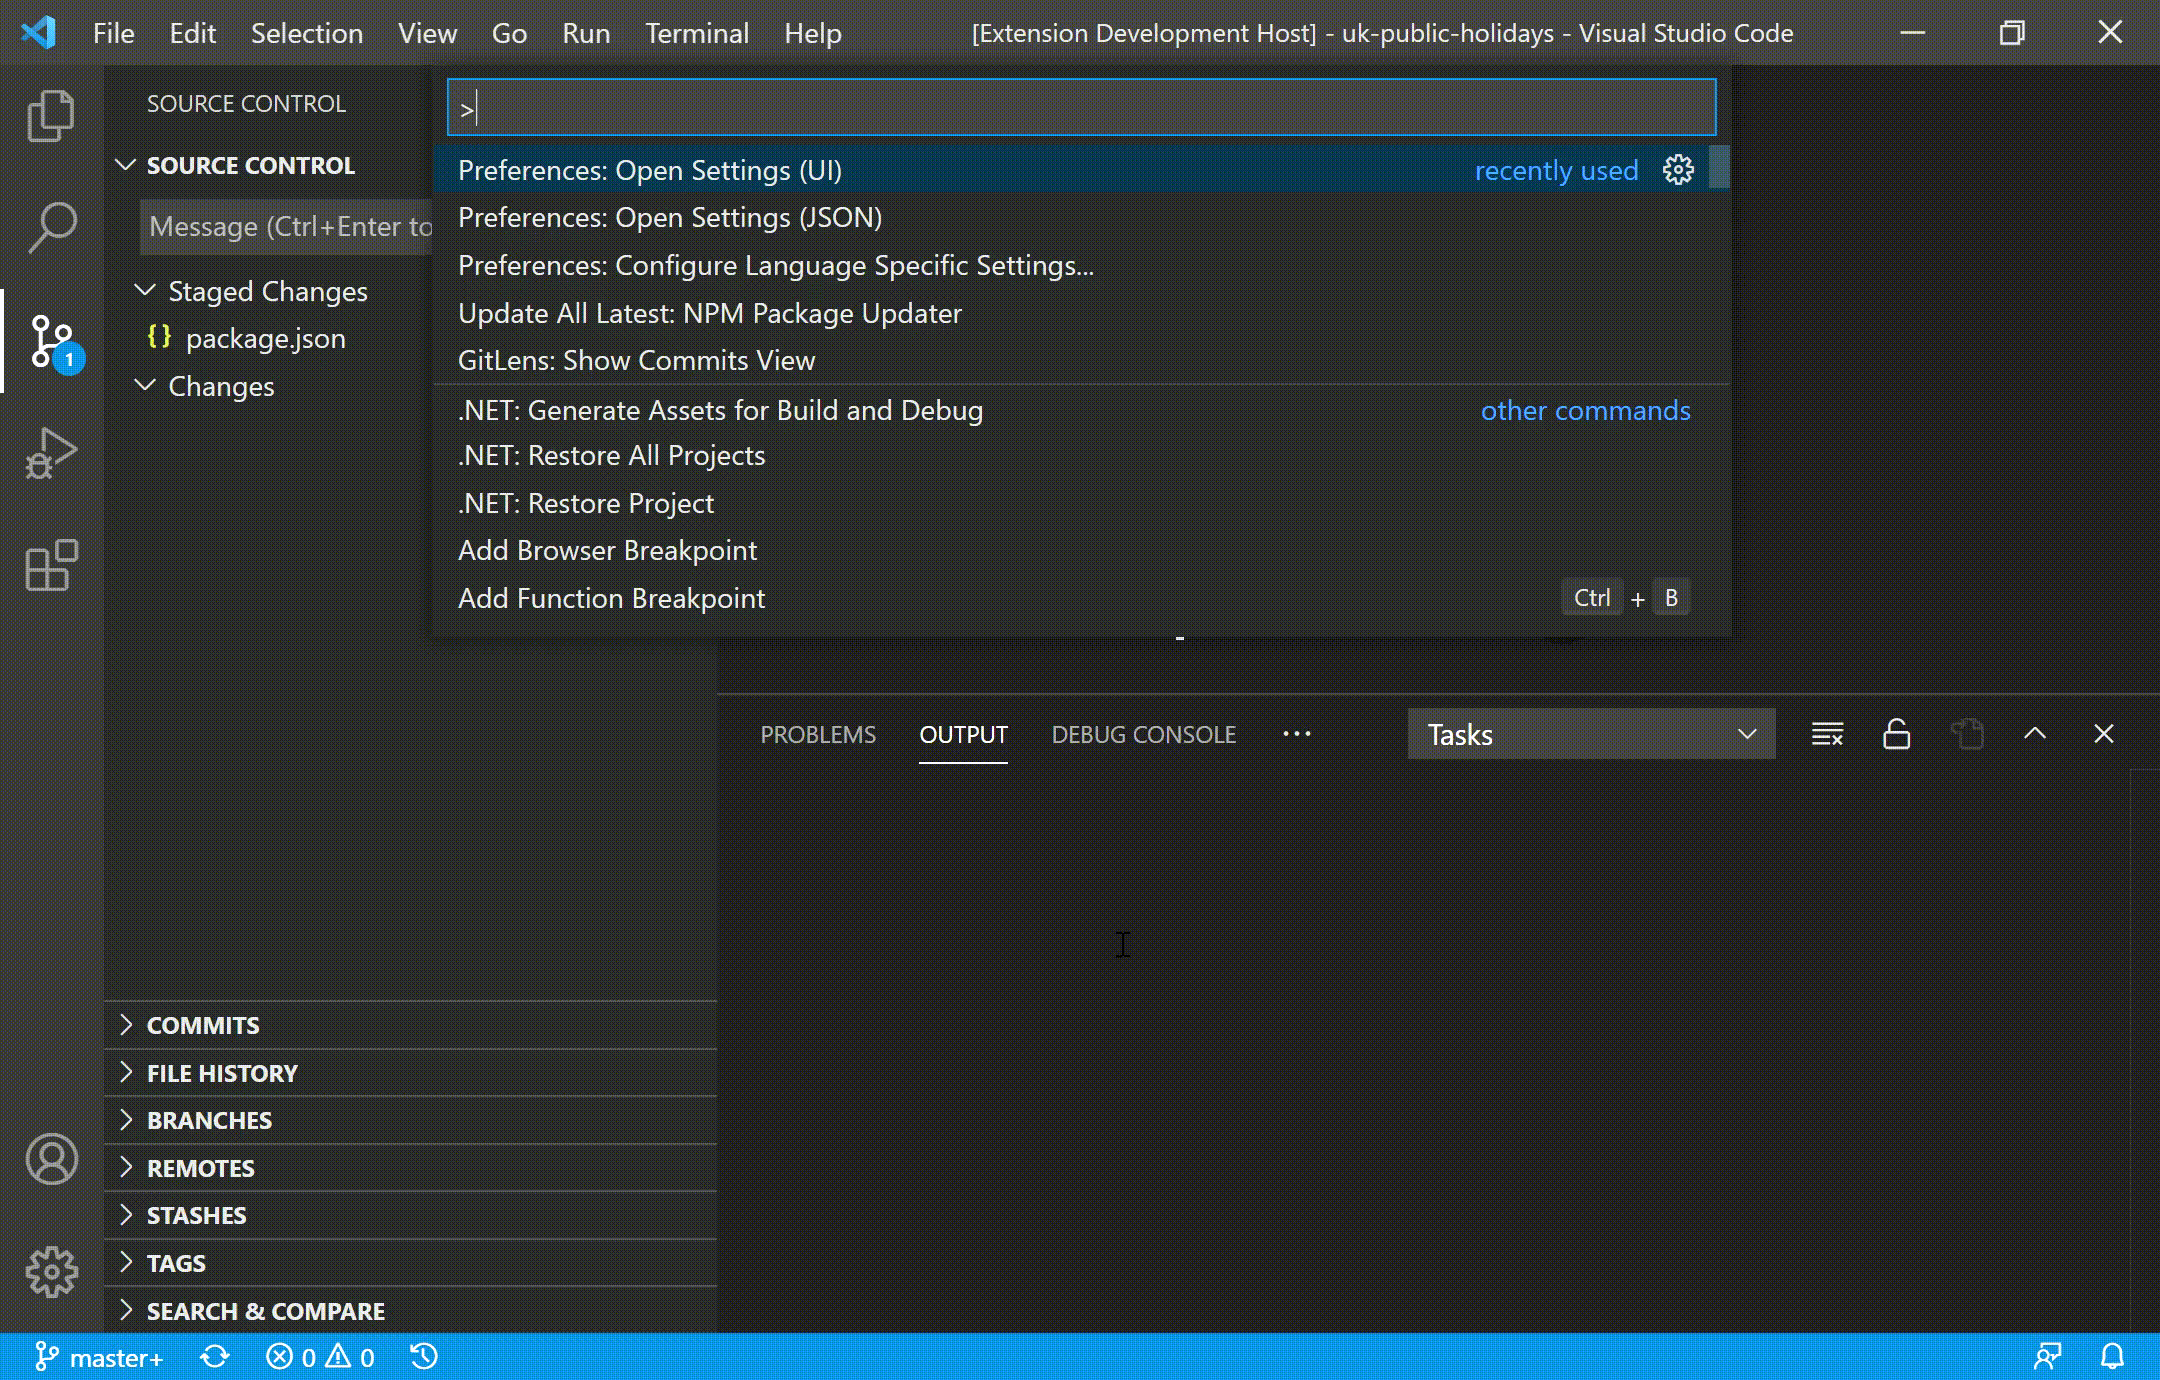 File Edit Selection View Go Run Terminal Help [Extension Development Host] - uk-public-holidays - Visual Studio Code
SOURCE CONTROL
SOURCE CONTROL
Message (Ctrl+Enter to
Staged Changes
{} package.json
1
Changes
>
Preferences: Open Settings (UI) recently used
Preferences: Open Settings (JSON)
Preferences: Configure Language Specific Settings...
Update All Latest: NPM Package Updater
GitLens: Show Commits View
.NET: Generate Assets for Build and Debug other commands
.NET: Restore All Projects
.NET: Restore Project
Add Browser Breakpoint
Add Function Breakpoint Ctrl + B
PROBLEMS OUTPUT DEBUG CONSOLE ... Tasks
COMMITS
FILE HISTORY
BRANCHES
REMOTES
STASHES
TAGS
SEARCH & COMPARE
master+ 0 0